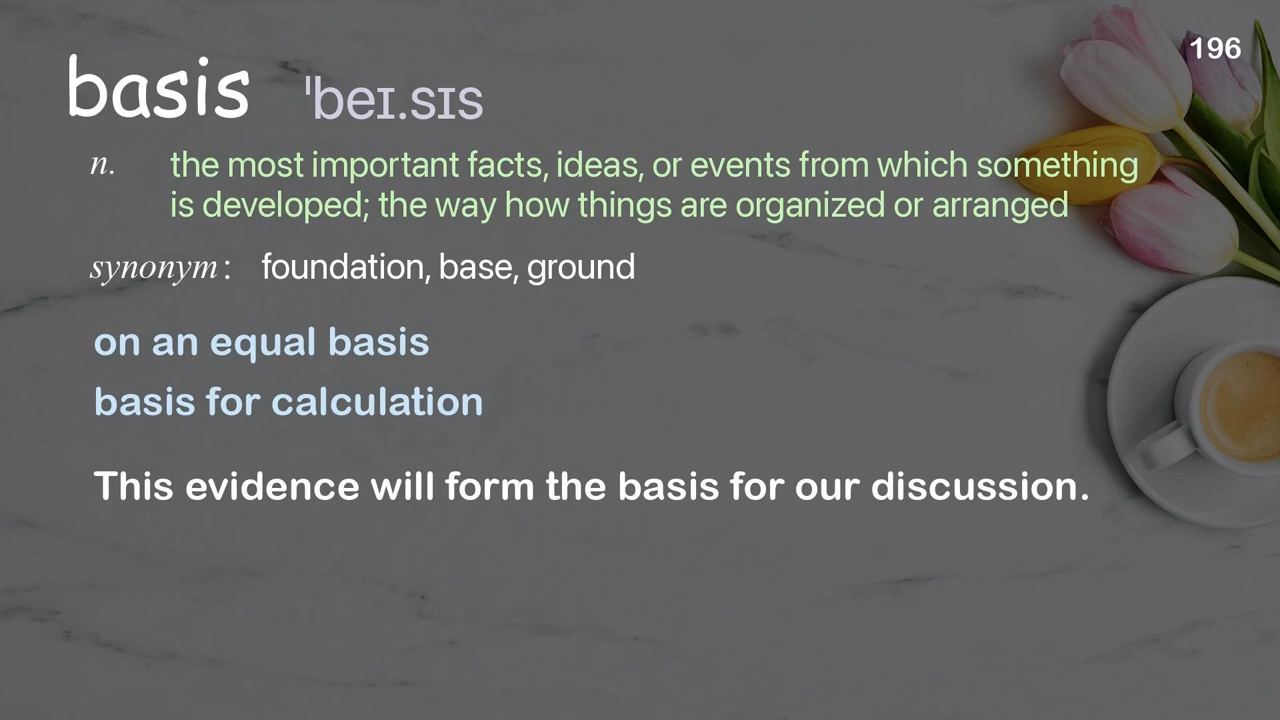 196
basis ˈbeɪ.sɪs
n. the most important facts, ideas, or events from which something
is developed; the way how things are organized or arranged
synonym: foundation, base, ground
on an equal basis
basis for calculation
This evidence will form the basis for our discussion.